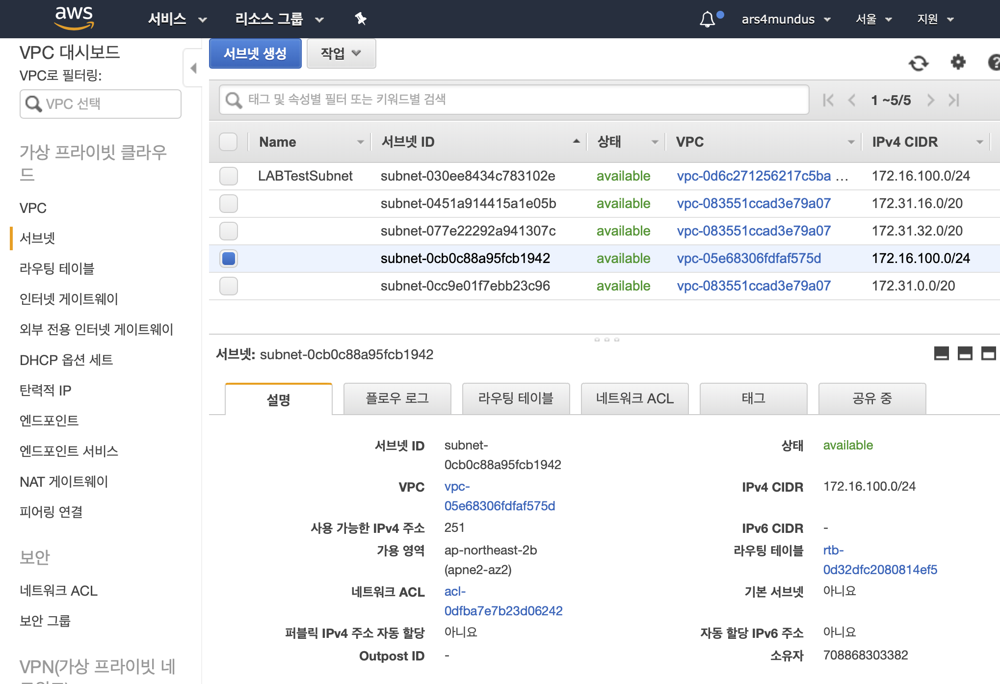 aws 서비스 리소스 그룹 ars4mundus 서울 지원
VPC 대시보드
VPC로 필터링:
VPC 선택
가상 프라이빗 클라우
드
VPC
서브넷
라우팅 테이블
인터넷 게이트웨이
외부 전용 인터넷 게이트웨이
DHCP 옵션 세트
탄력적 IP
엔드포인트
엔드포인트 서비스
NAT 게이트웨이
피어링 연결
보안
네트워크 ACL
보안 그룹
VPN(가상 프라이빗 네
서브넷 생성 작업
태그 및 속성별 필터 또는 키워드별 검색 1 ~5/5
Name 서브넷 ID 상태 VPC IPv4 CIDR
LABTestSubnet subnet-030ee8434c783102e available vpc-0d6c271256217c5ba ... 172.16.100.0/24
subnet-0451a914415a1e05b available vpc-083551ccad3e79a07 172.31.16.0/20
subnet-077e22292a941307c available vpc-083551ccad3e79a07 172.31.32.0/20
subnet-0cb0c88a95fcb1942 available vpc-05e68306fdfaf575d 172.16.100.0/24
subnet-0cc9e01f7ebb23c96 available vpc-083551ccad3e79a07 172.31.0.0/20
서브넷: subnet-0cb0c88a95fcb1942
설명 플로우 로그 라우팅 테이블 네트워크 ACL 태그 공유 중
서브넷 ID subnet- 상태 available
0cb0c88a95fcb1942
VPC vpc- IPv4 CIDR 172.16.100.0/24
05e68306fdfaf575d
사용 가능한 IPv4 주소 251 IPv6 CIDR -
가용 영역 ap-northeast-2b 라우팅 테이블 rtb-
(apne2-az2) 0d32dfc2080814ef5
네트워크 ACL acl- 기본 서브넷 아니요
0dfba7e7b23d06242
퍼블릭 IPv4 주소 자동 할당 아니요 자동 할당 IPv6 주소 아니요
Outpost ID - 소유자 708868303382